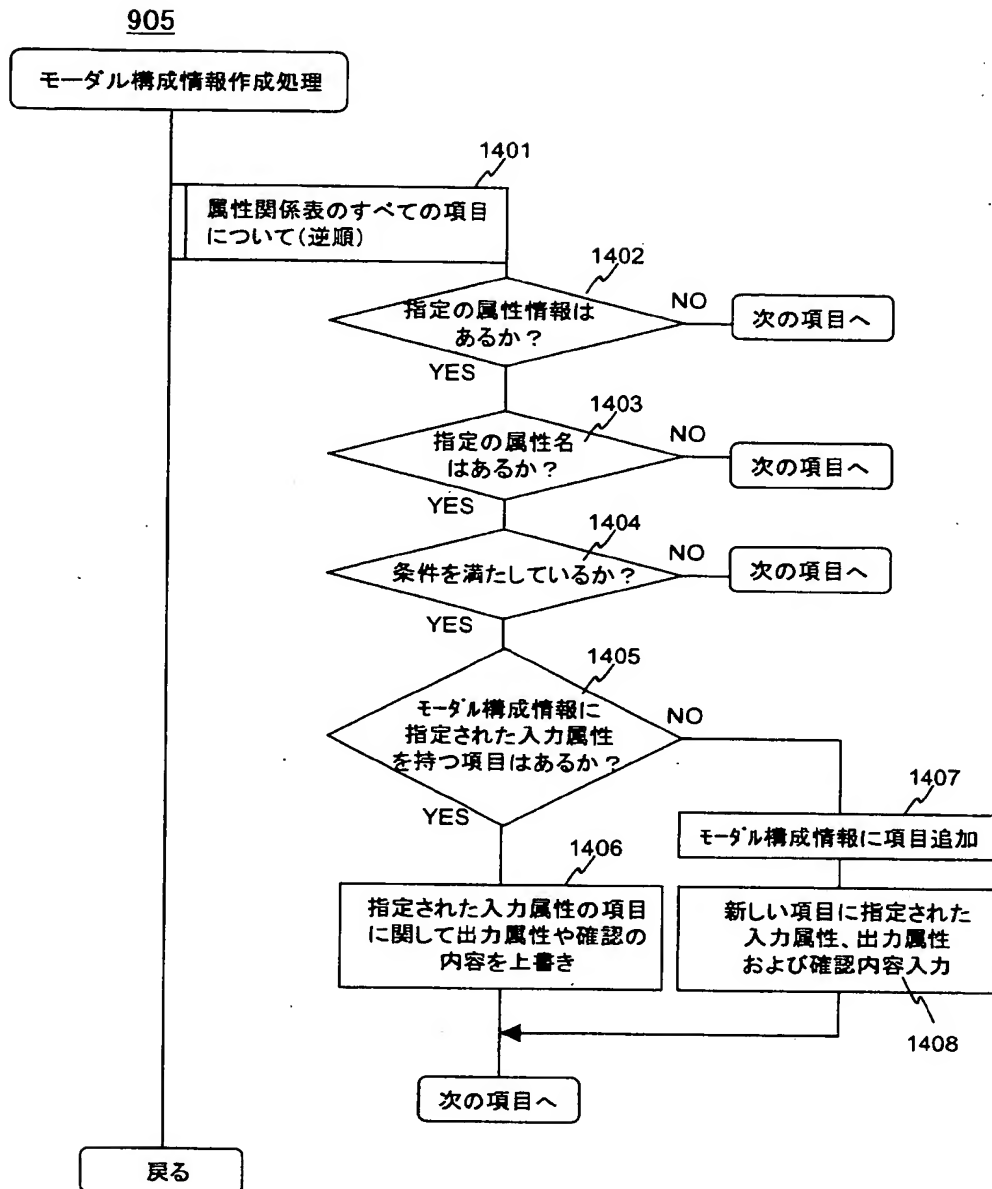 905
モーダル構成情報作成処理
1401
属性関係表のすべての項目
について(逆順)
1402
指定の属性情報は
あるか?
NO
次の項目へ
YES
1403
指定の属性名
はあるか?
NO
次の項目へ
YES
1404
条件を満たしているか?
NO
次の項目へ
YES
1405
モーダル構成情報に
指定された入力属性
を持つ項目はあるか?
NO
YES
1407
モーダル構成情報に項目追加
1406
指定された入力属性の項目
に関して出力属性や確認の
内容を上書き
新しい項目に指定された
入力属性、出力属性
および確認内容入力
1408
次の項目へ
戻る